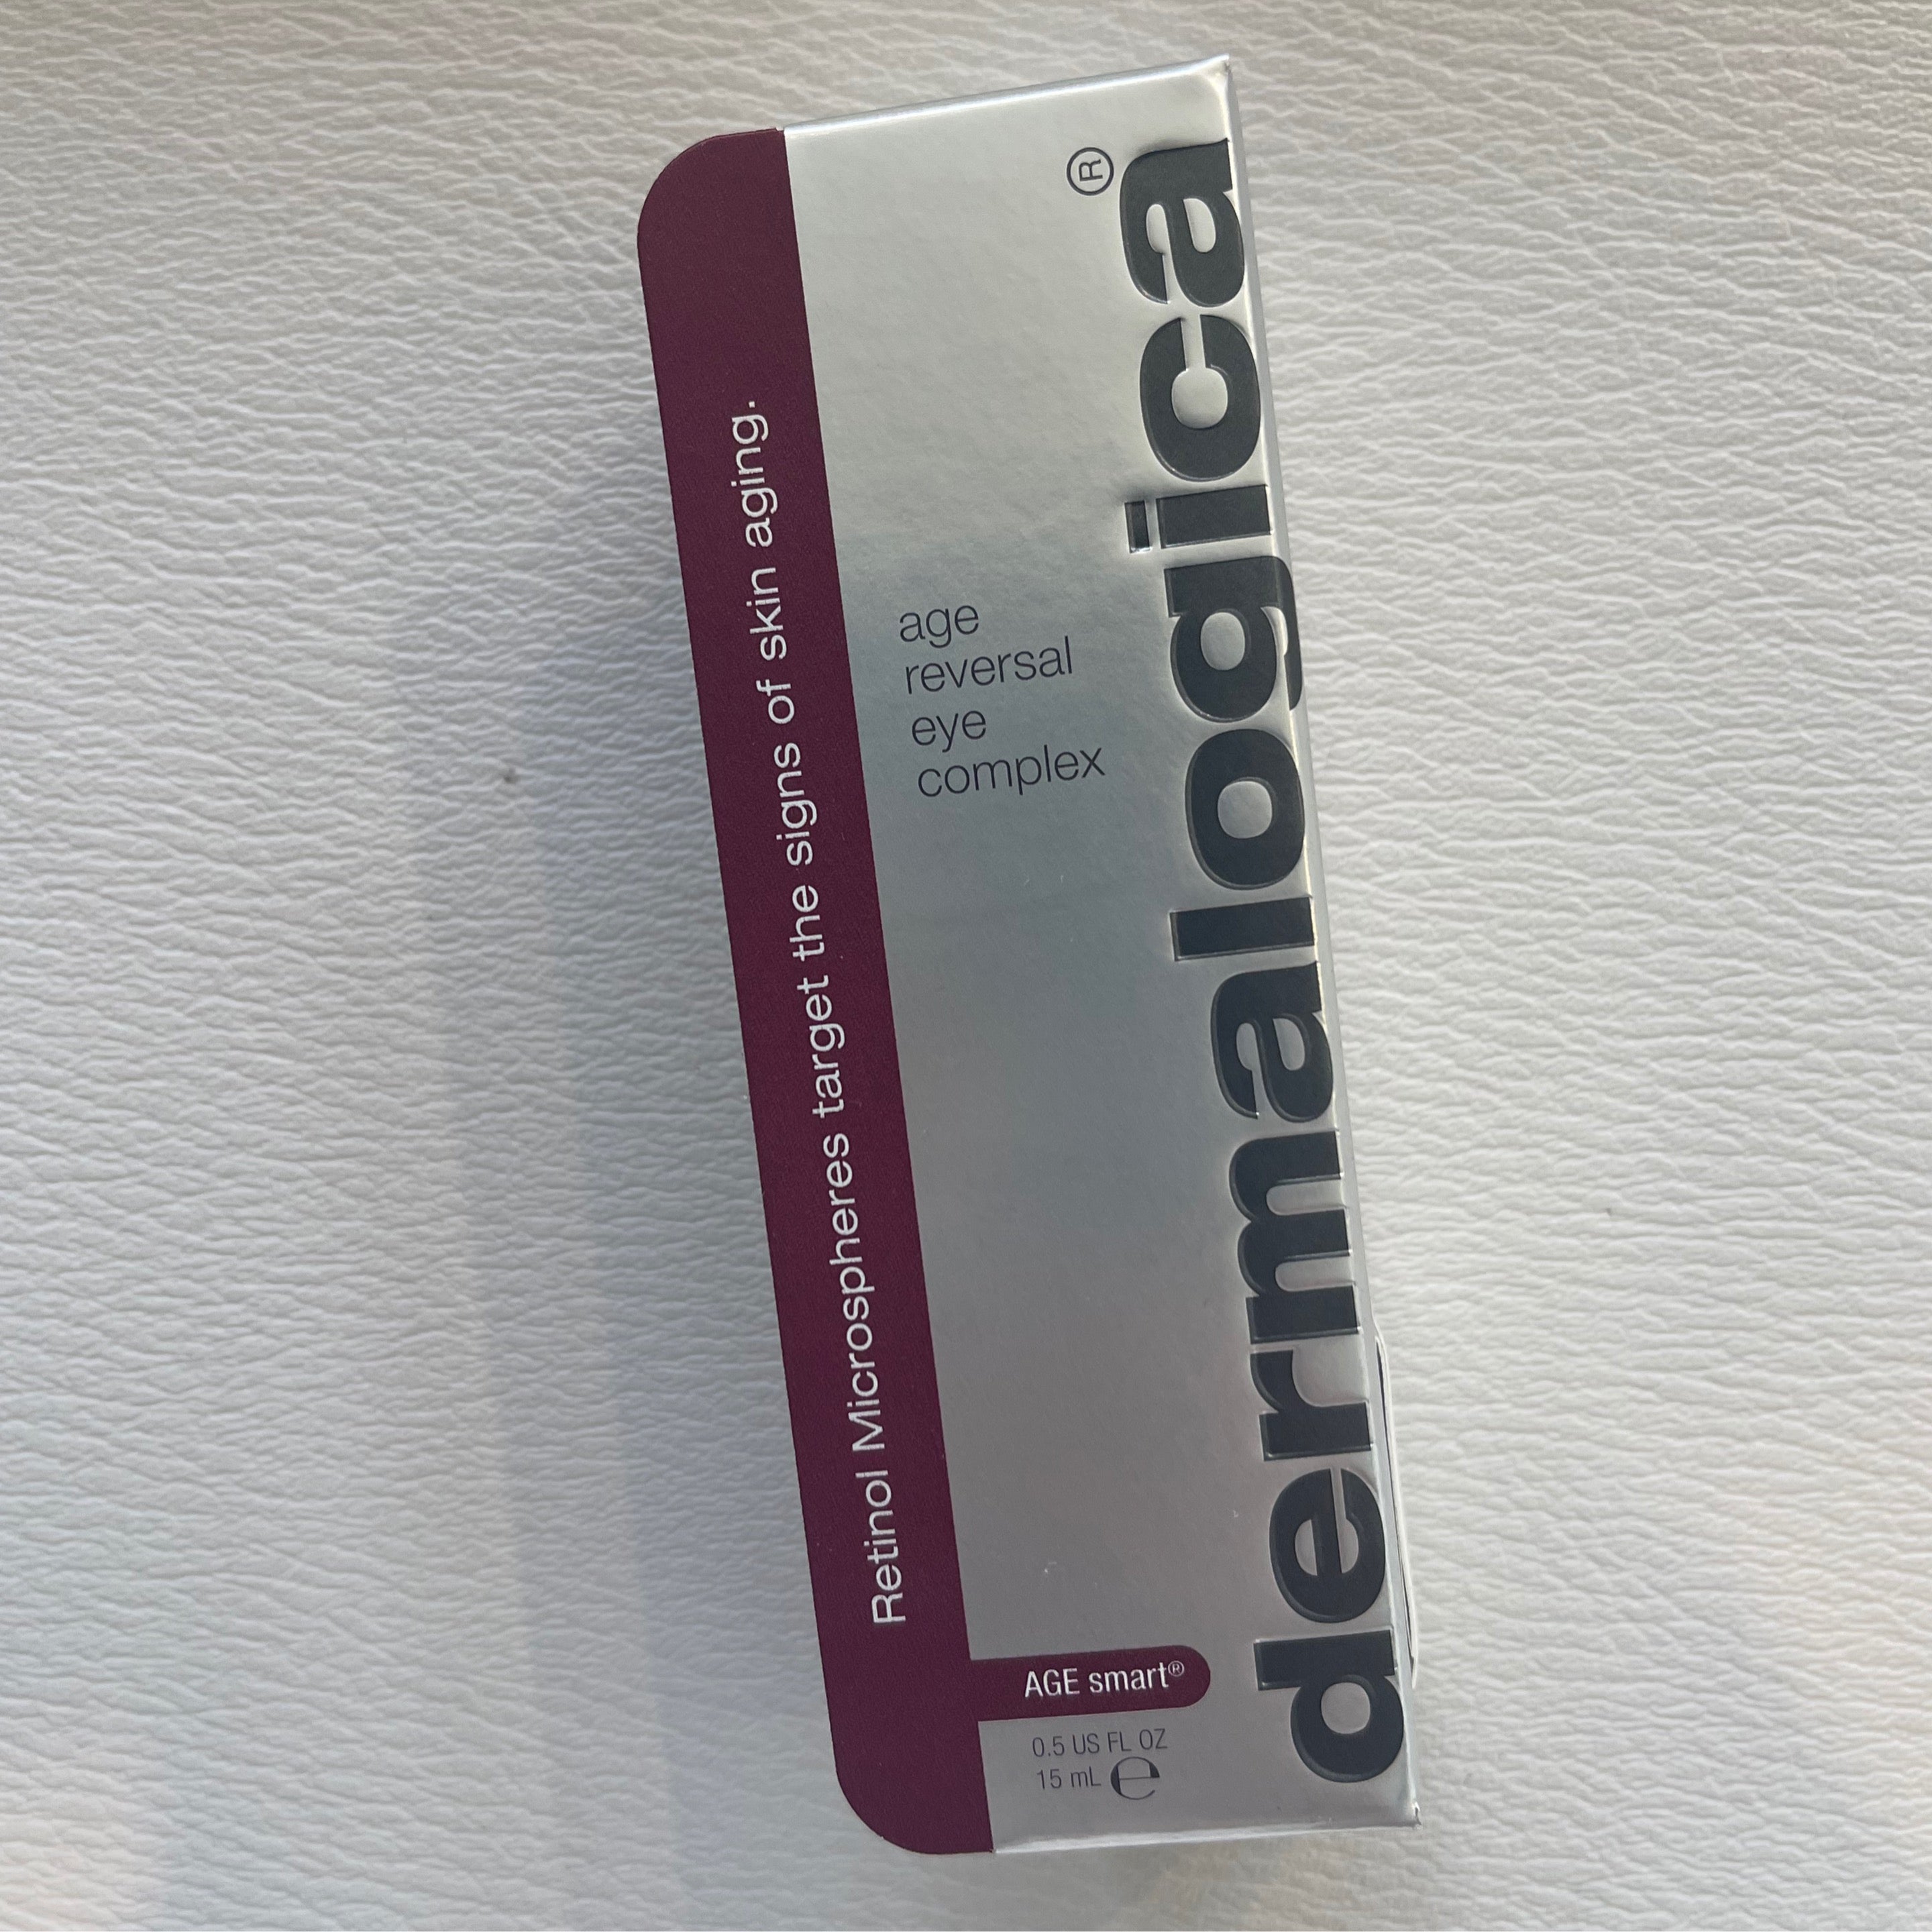 Retinol Microspheres target the signs of skin aging.
age
reversal
eye
complex
dermalogica®
AGE smart®
0.5 US FL OZ
15 mL ℮